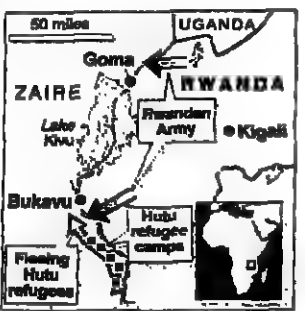 50 miles
UGANDA
Goma
RWANDA
ZAIRE
Rwandan
Army
Lake
Kivu
Kigali
Bukavu
Hutu
refugee
camps
Fleeing
Hutu
refugees